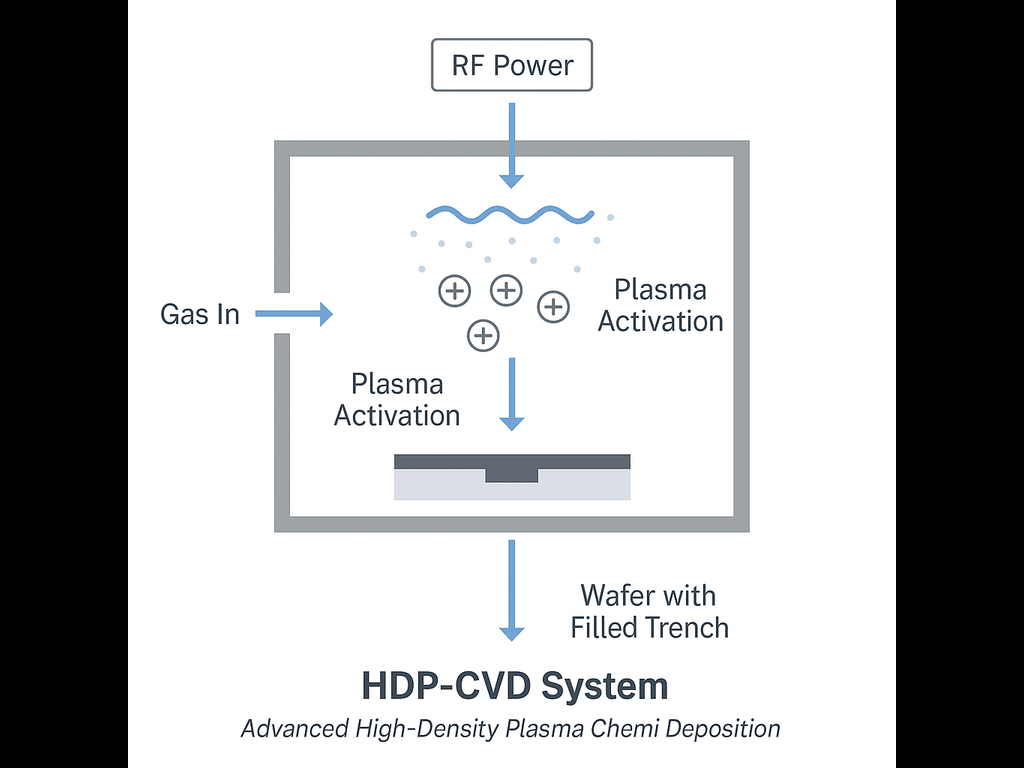 RF Power
Gas In
Plasma
Activation
Plasma
Activation
Wafer with
Filled Trench
HDP-CVD System
Advanced High-Density Plasma Chemi Deposition